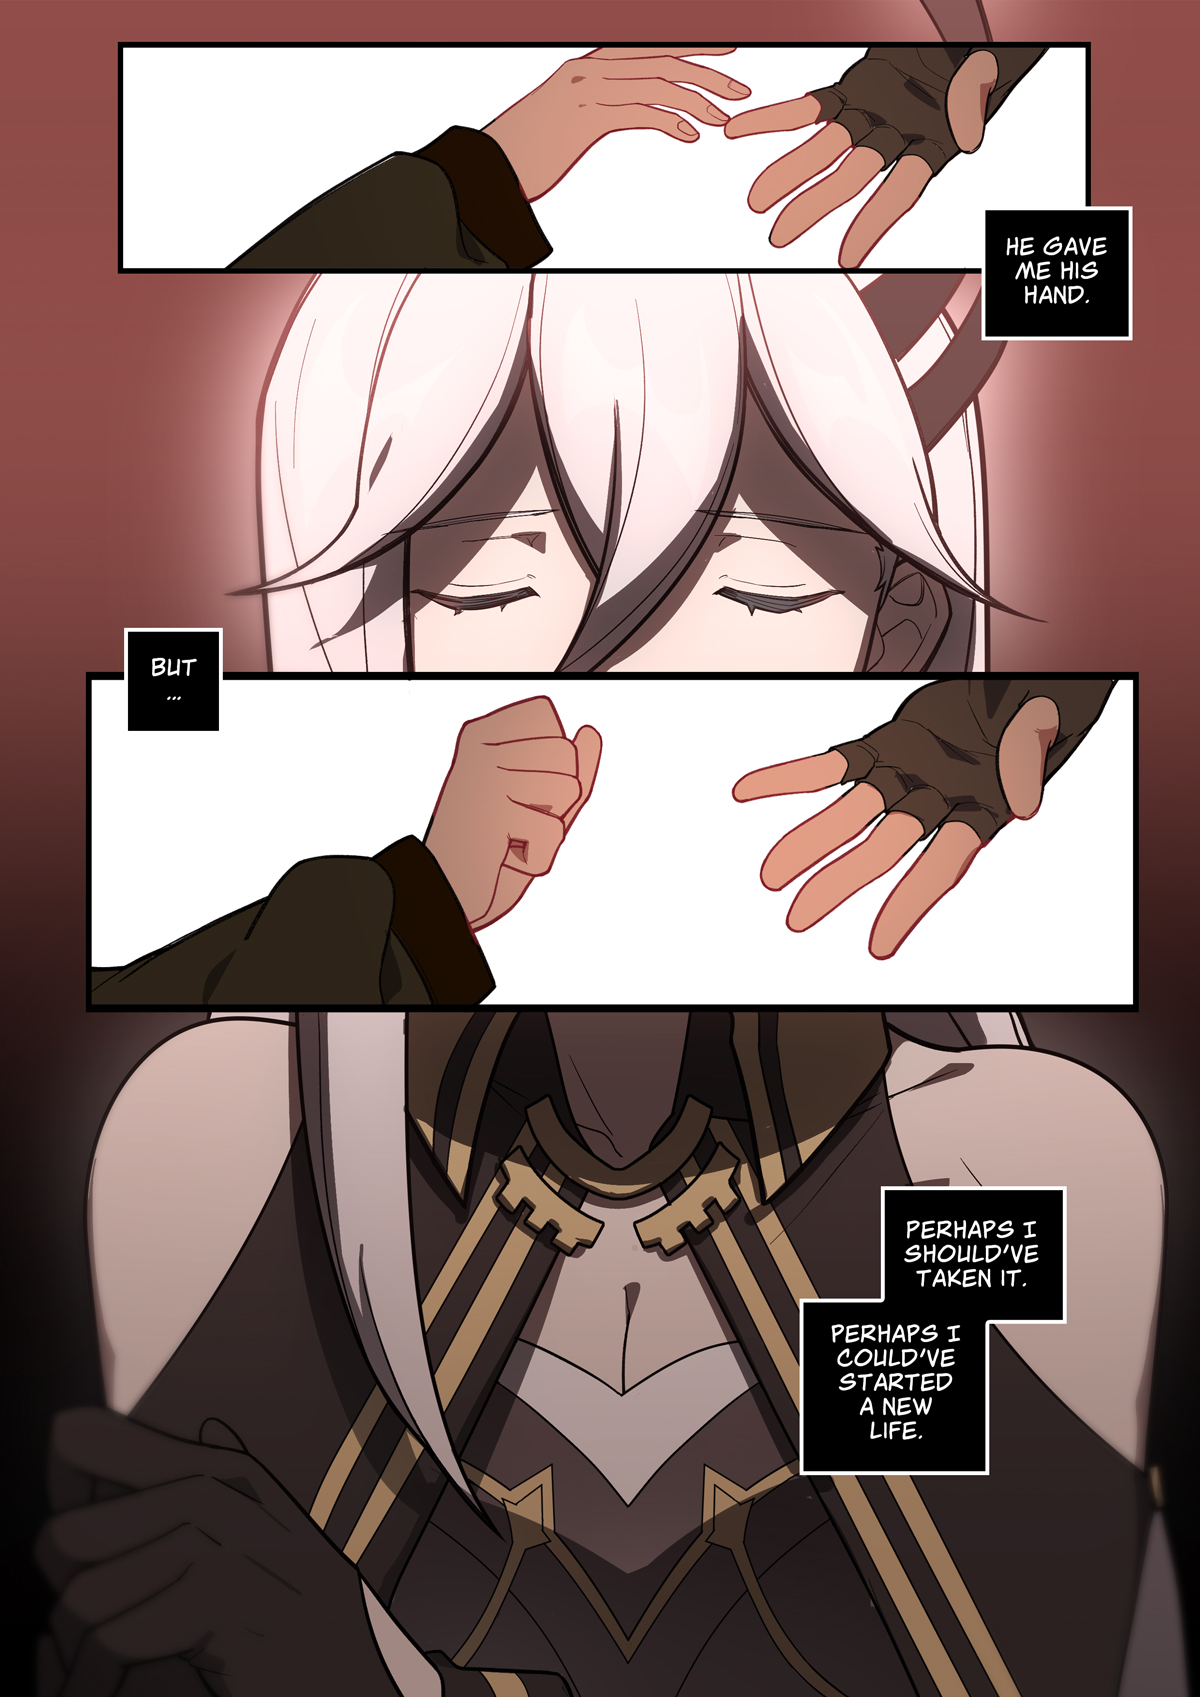 HE GAVE
ME HIS
HAND.
BUT
...
PERHAPS I
SHOULD'VE
TAKEN IT.
PERHAPS I
COULD'VE
STARTED
A NEW
LIFE.